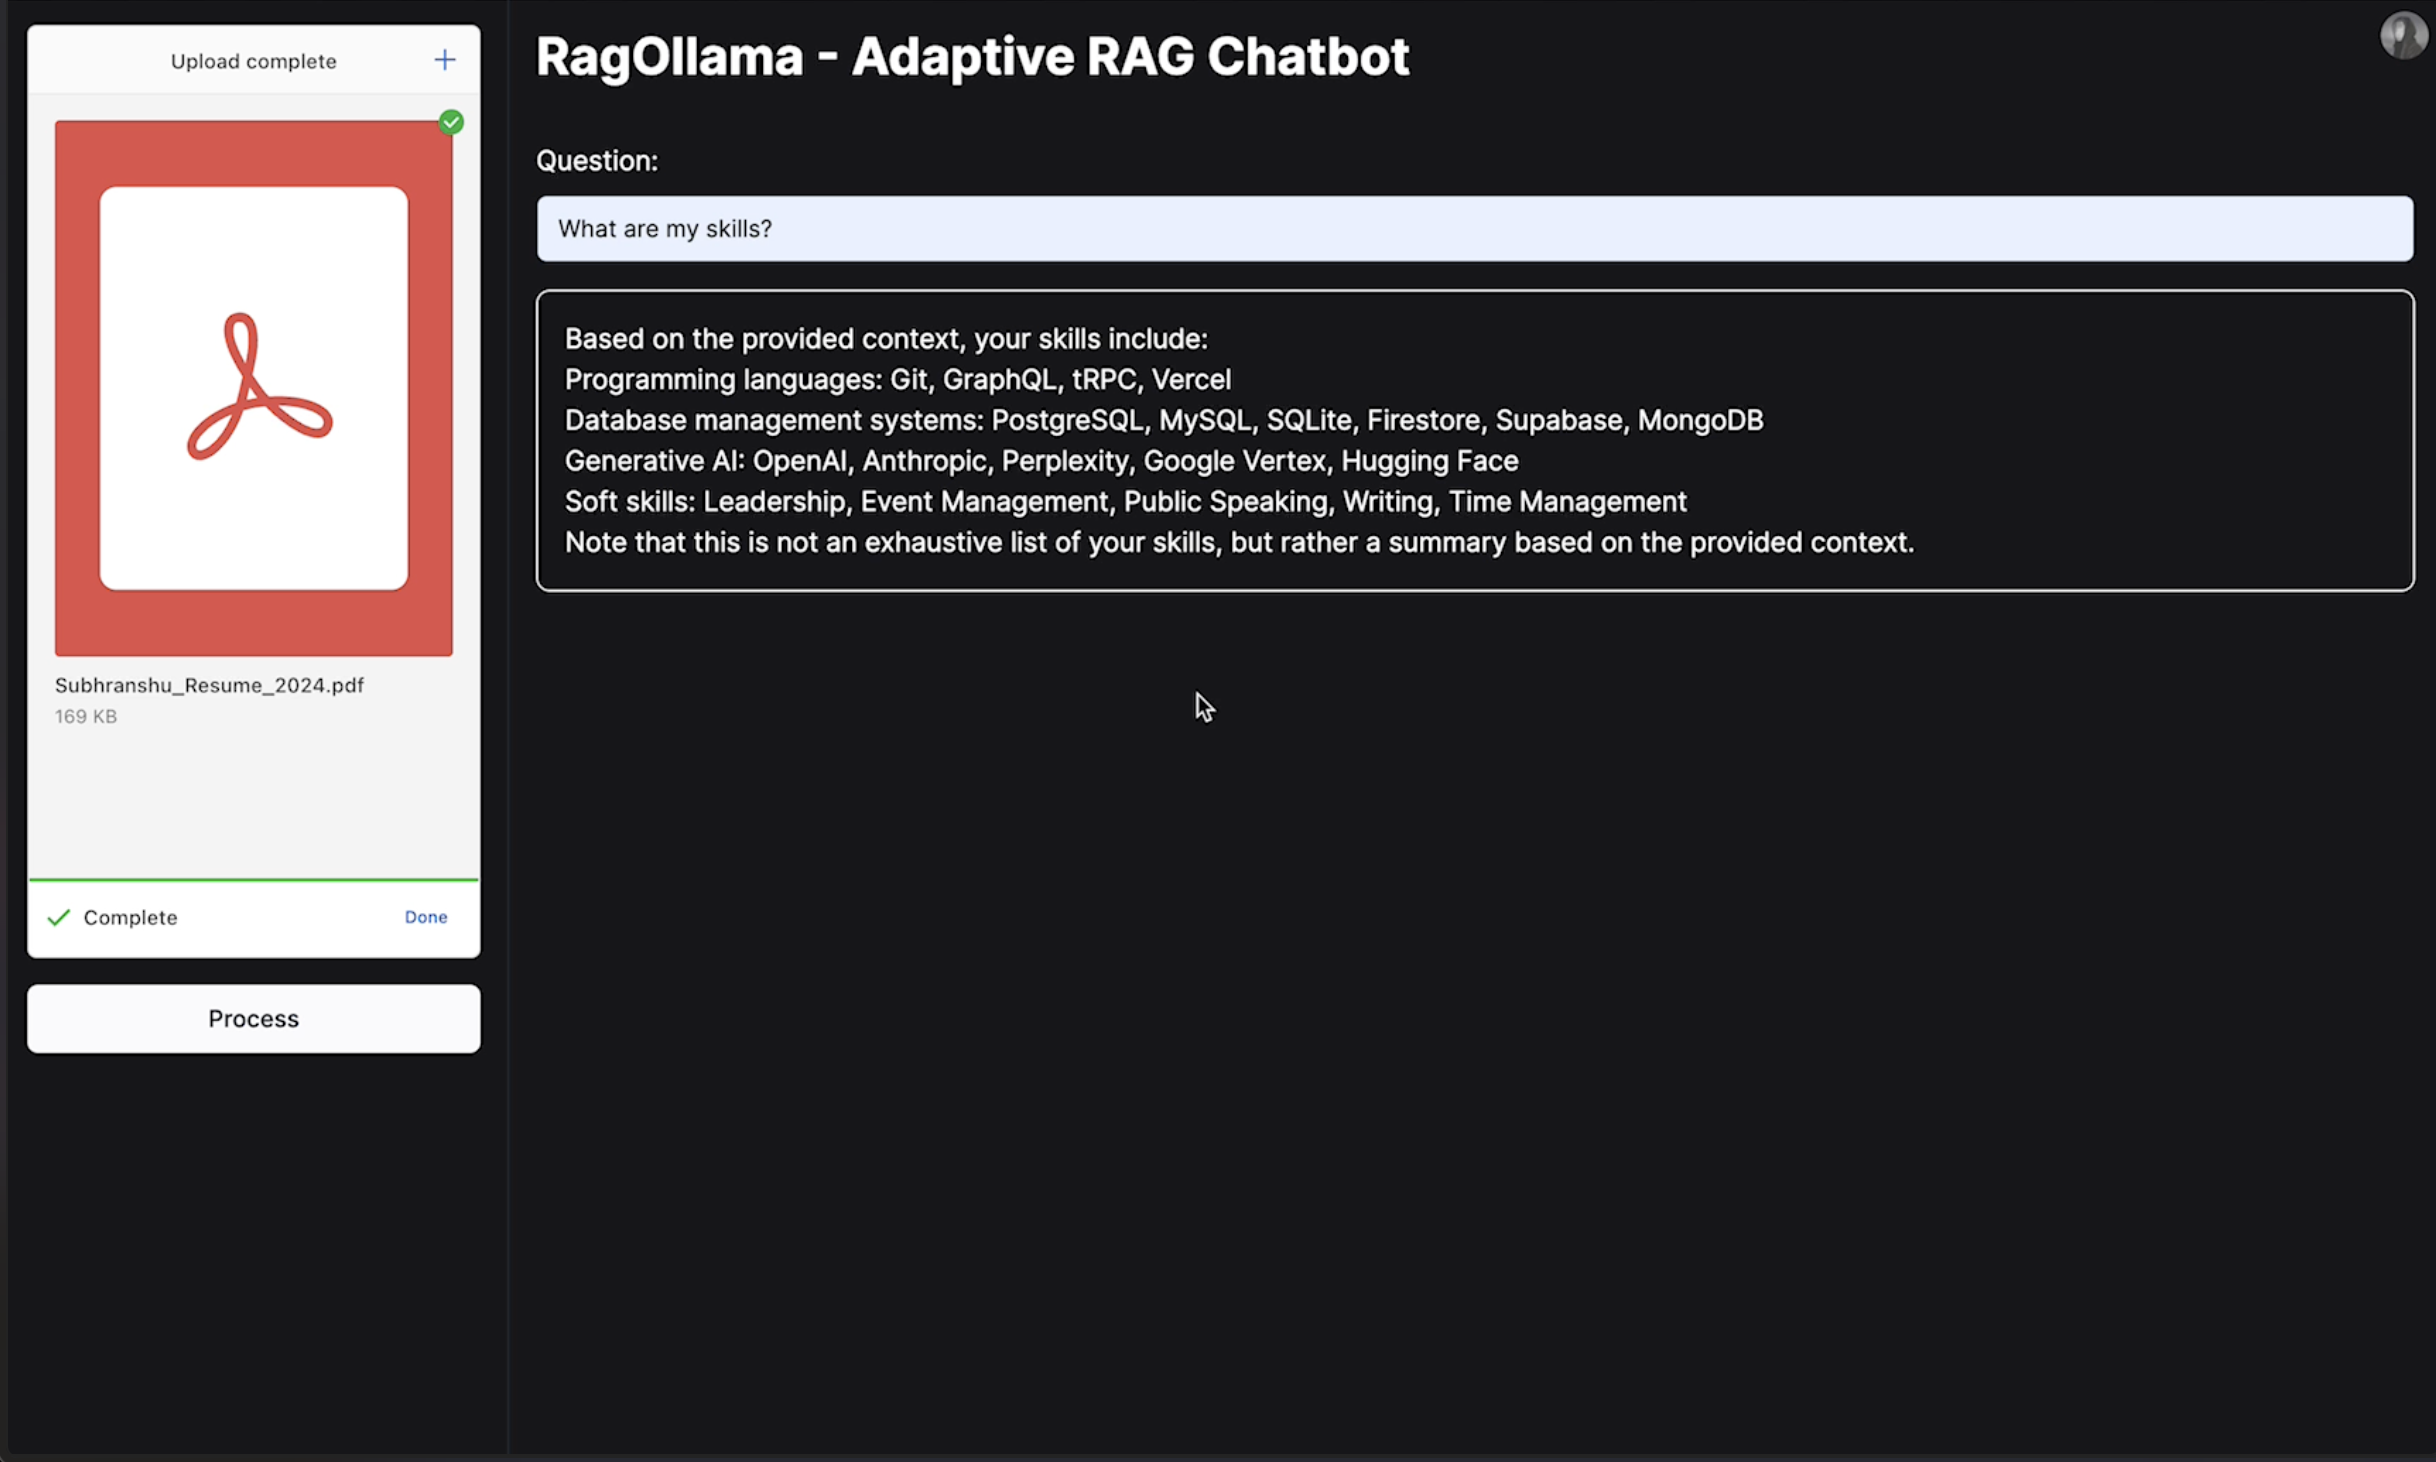 Upload complete
Subhranshu_Resume_2024.pdf
169 KB
Complete
Done
Process
RagOllama - Adaptive RAG Chatbot
Question:
What are my skills?
Based on the provided context, your skills include:
Programming languages: Git, GraphQL, tRPC, Vercel
Database management systems: PostgreSQL, MySQL, SQLite, Firestore, Supabase, MongoDB
Generative AI: OpenAI, Anthropic, Perplexity, Google Vertex, Hugging Face
Soft skills: Leadership, Event Management, Public Speaking, Writing, Time Management
Note that this is not an exhaustive list of your skills, but rather a summary based on the provided context.